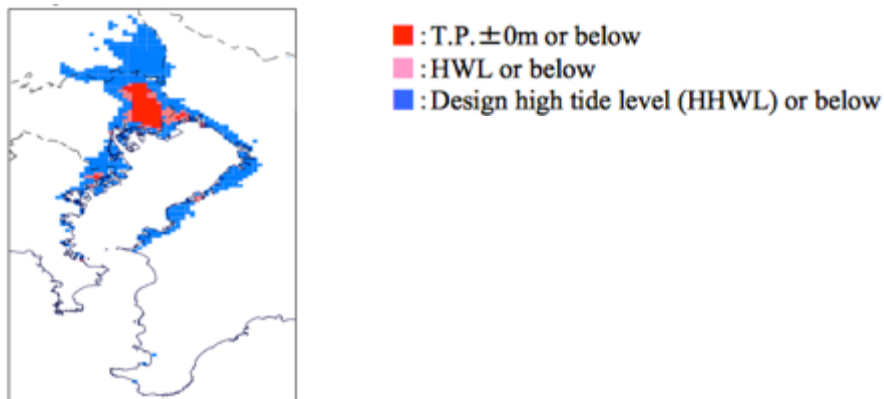 : T.P.±0m or below
: HWL or below
: Design high tide level (HHWL) or below